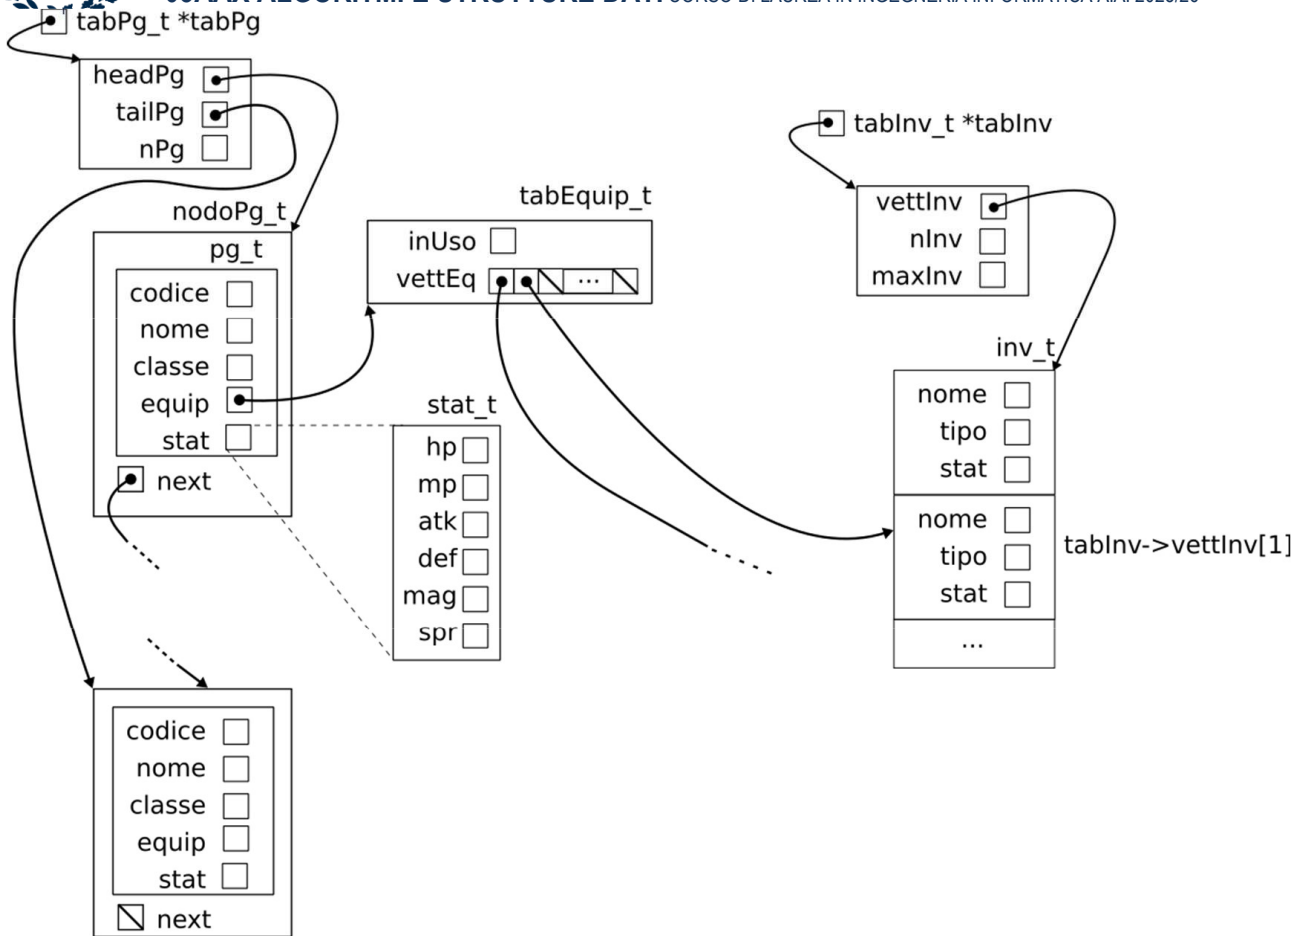 tabPg_t *tabPg
headPg
tailPg
nPg
nodoPg_t
pg_t
codice
nome
classe
equip
stat
next
tabEquip_t
inUso
vettEq
...
stat_t
hp
mp
atk
def
mag
spr
tabInv_t *tabInv
vettInv
nInv
maxInv
inv_t
nome
tipo
stat
nome
tipo
stat
tabInv->vettInv[1]
...
codice
nome
classe
equip
stat
next